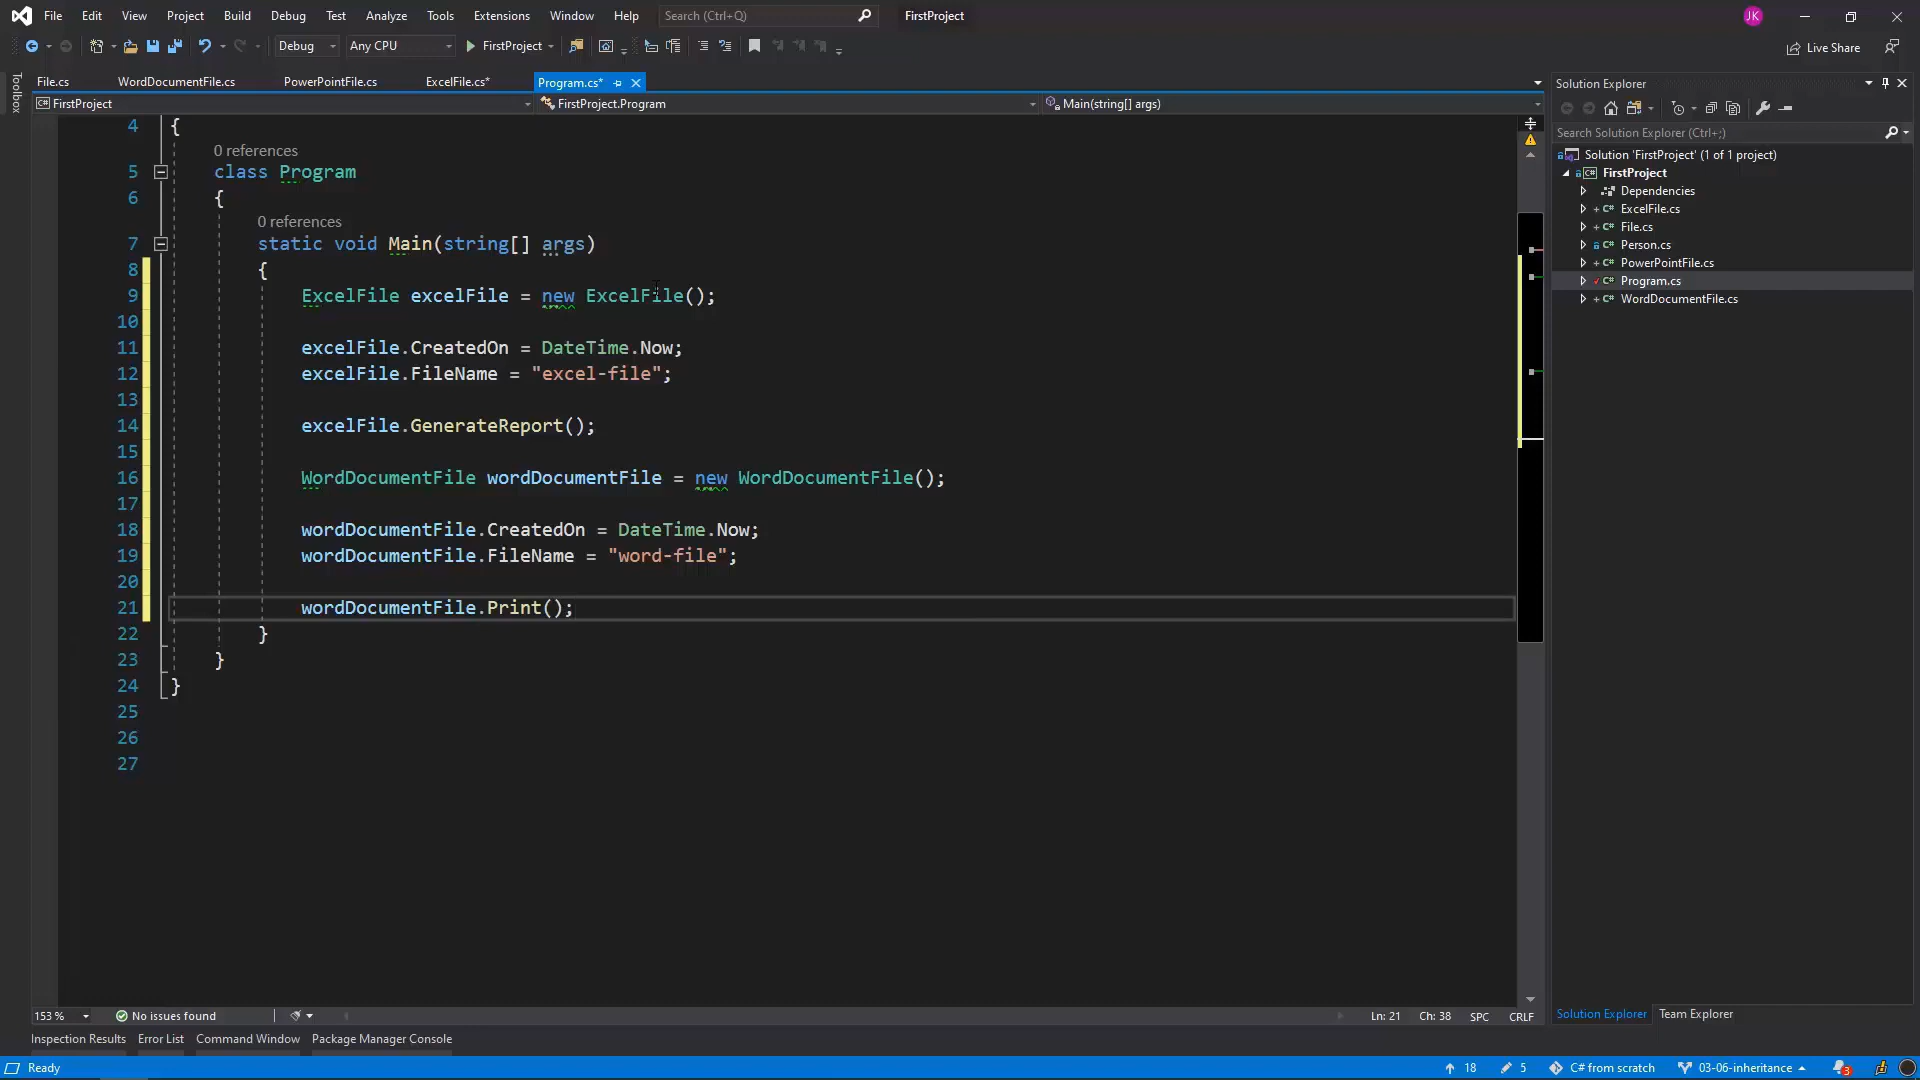 File Edit View Project Build Debug Test Analyze Tools Extensions Window Help Search (Ctrl+Q) FirstProject JK
Debug Any CPU FirstProject Live Share
Toolbox
File.cs WordDocumentFile.cs PowerPointFile.cs ExcelFile.cs* Program.cs*
FirstProject FirstProject.Program Main(string[] args)
4 {
0 references
5 class Program
6 {
0 references
7 static void Main(string[] args)
8 {
9 ExcelFile excelFile = new ExcelFile();
10
11 excelFile.CreatedOn = DateTime.Now;
12 excelFile.FileName = "excel-file";
13
14 excelFile.GenerateReport();
15
16 WordDocumentFile wordDocumentFile = new WordDocumentFile();
17
18 wordDocumentFile.CreatedOn = DateTime.Now;
19 wordDocumentFile.FileName = "word-file";
20
21 wordDocumentFile.Print();
22 }
23 }
24 }
25
26
27
153 % No issues found Ln: 21 Ch: 38 SPC CRLF
Inspection Results Error List Command Window Package Manager Console
Solution Explorer
Search Solution Explorer (Ctrl+;)
Solution 'FirstProject' (1 of 1 project)
C# FirstProject
Dependencies
C# ExcelFile.cs
C# File.cs
C# Person.cs
C# PowerPointFile.cs
C# Program.cs
C# WordDocumentFile.cs
Solution Explorer Team Explorer
Ready 18 5 C# from scratch 03-06-inheritance 3